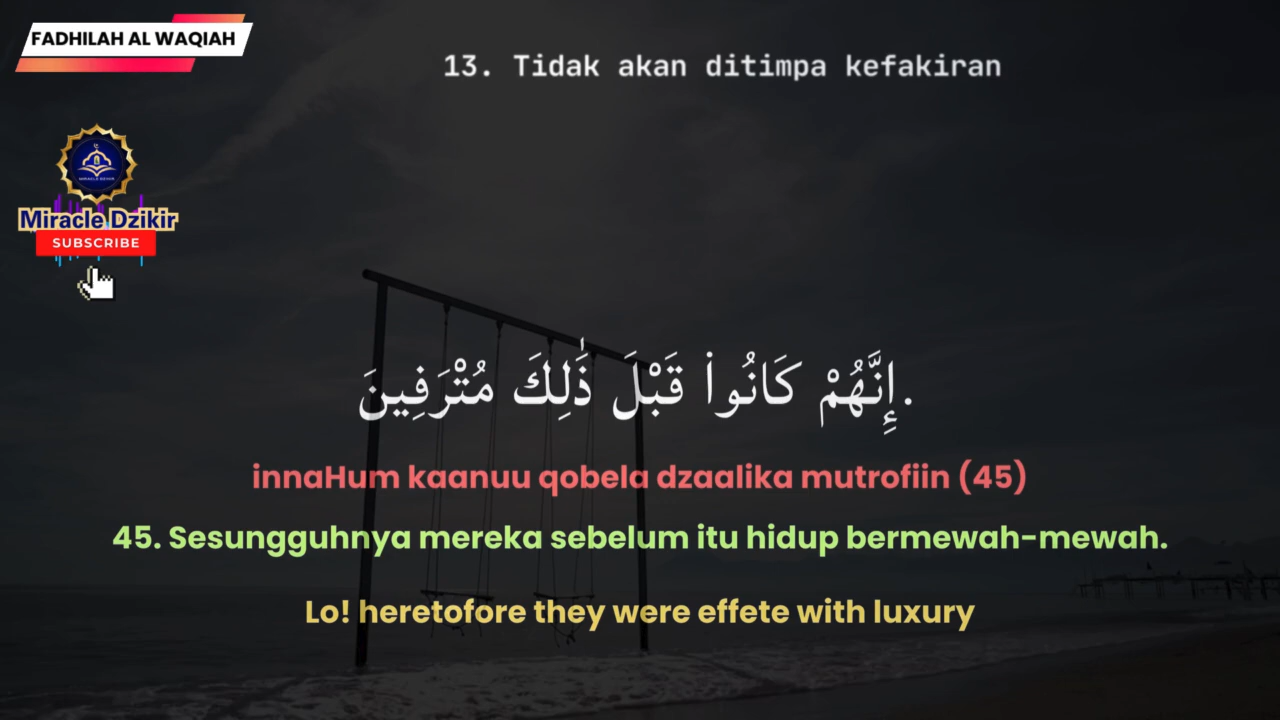 FADHILAH AL WAQIAH
13. Tidak akan ditimpa kefakiran
Miracle Dzikir
SUBSCRIBE
إِنَّهُمْ كَانُوا۟ قَبْلَ ذَٰلِكَ مُتْرَفِينَ.
innaHum kaanuu qobela dzaalika mutrofiin (45)
45. Sesungguhnya mereka sebelum itu hidup bermewah-mewah.
Lo! heretofore they were effete with luxury